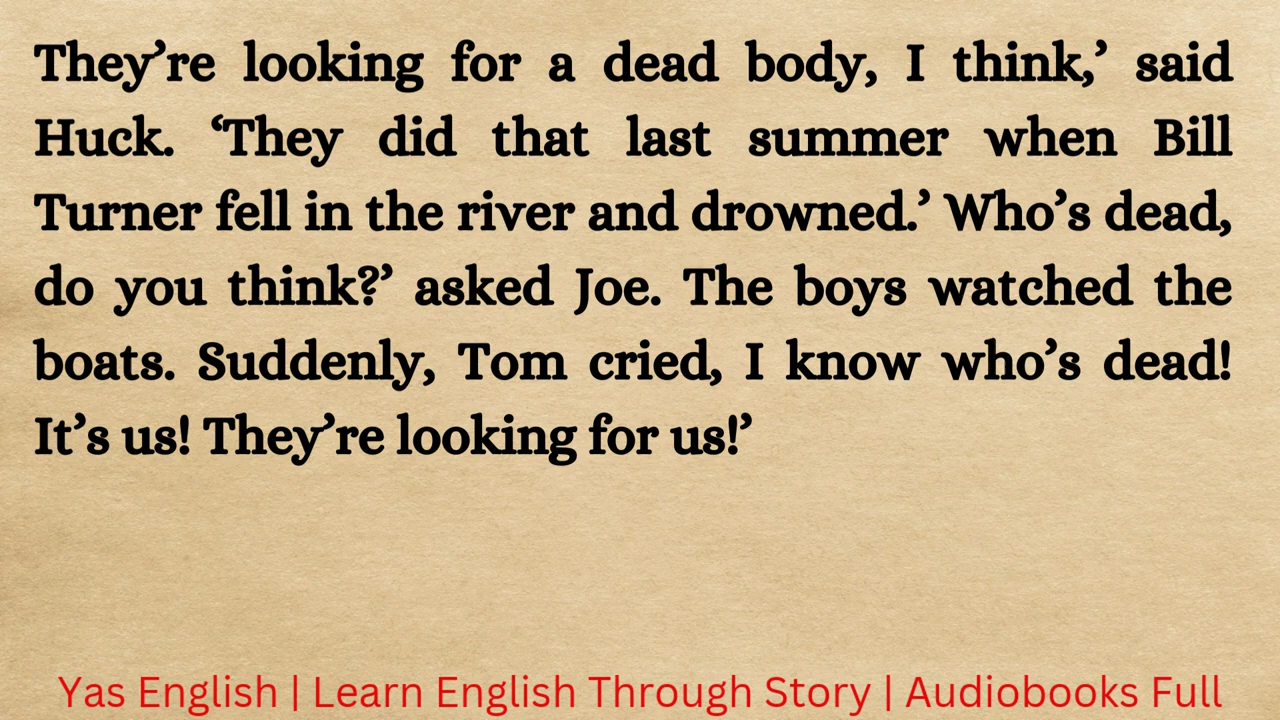 They’re looking for a dead body, I think,’ said
Huck. ‘They did that last summer when Bill
Turner fell in the river and drowned.’ Who’s dead,
do you think?’ asked Joe. The boys watched the
boats. Suddenly, Tom cried, I know who’s dead!
It’s us! They’re looking for us!’
Yas English | Learn English Through Story | Audiobooks Full